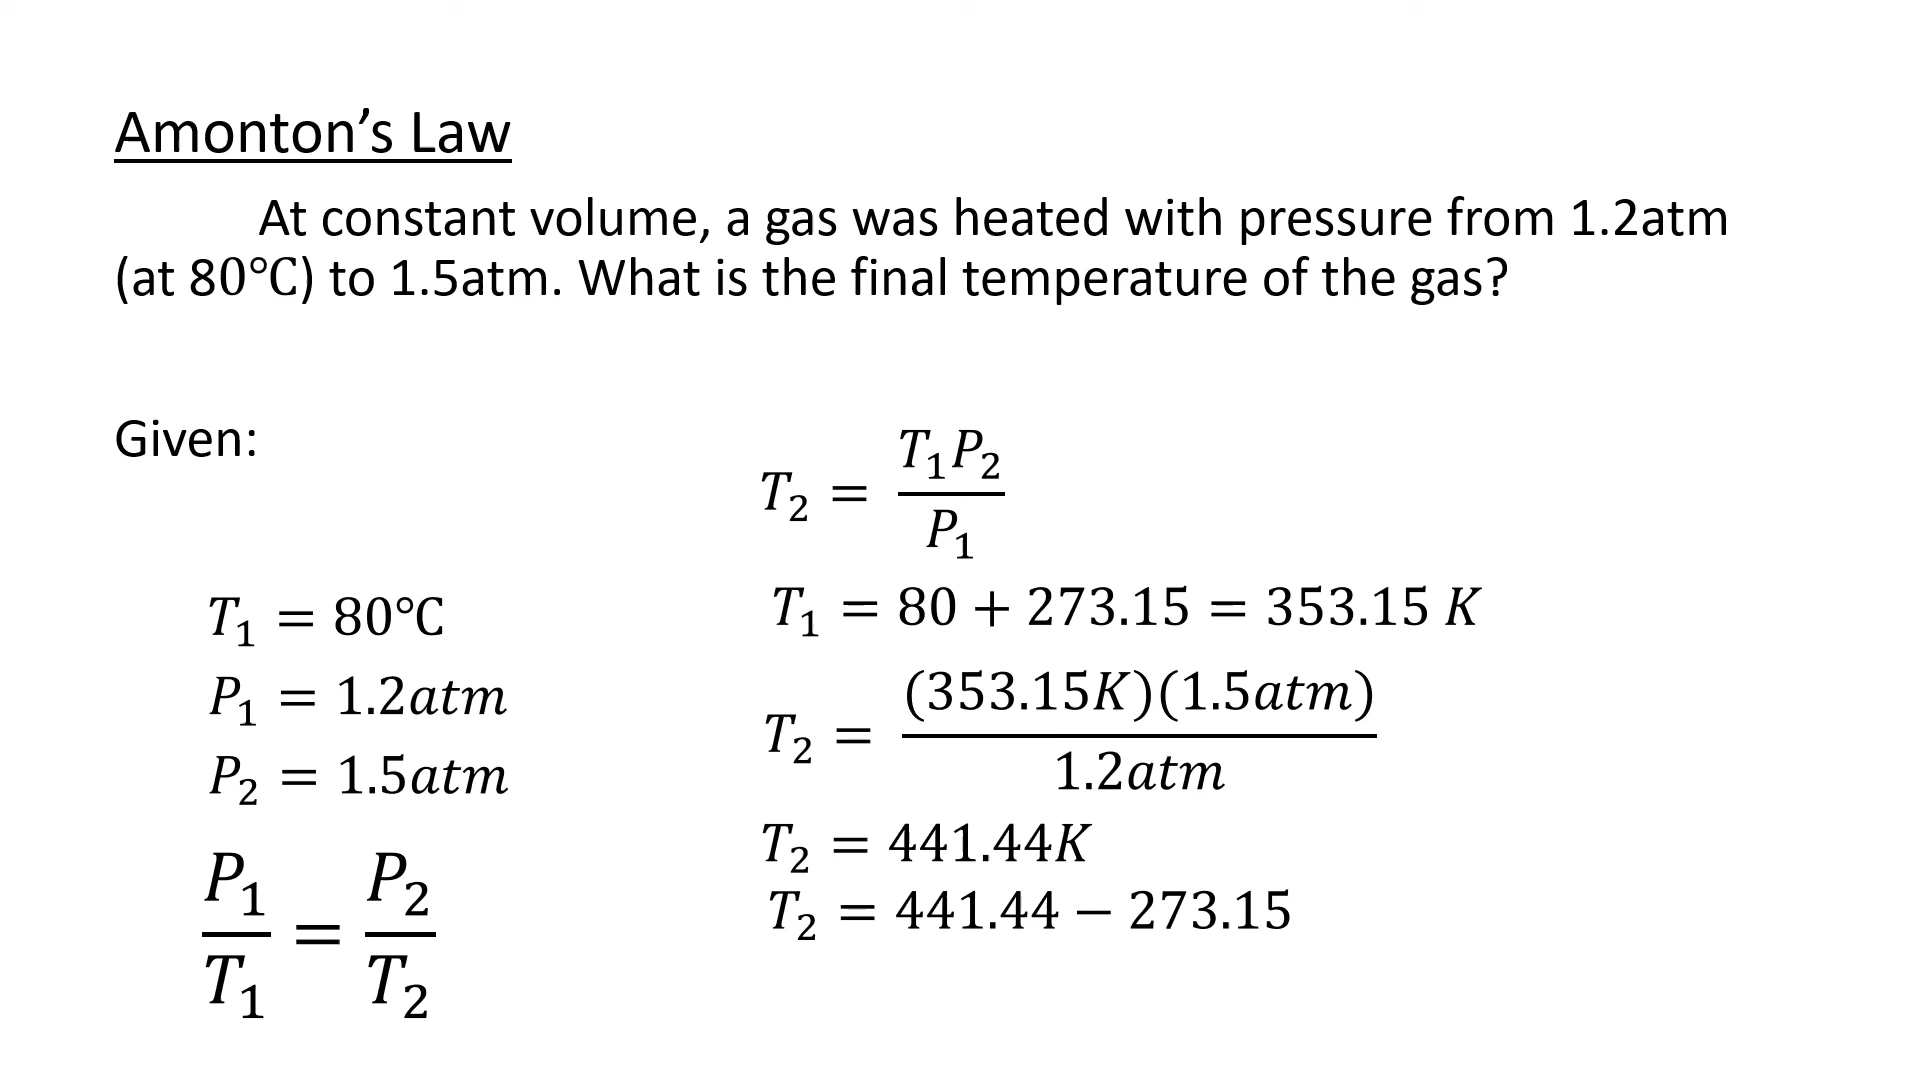 Amonton’s Law
At constant volume, a gas was heated with pressure from 1.2atm
(at 80℃) to 1.5atm. What is the final temperature of the gas?
Given:
T₁ = 80℃
P₁ = 1.2atm
P₂ = 1.5atm
P₁/T₁ = P₂/T₂
T₂ = T₁P₂/P₁
T₁ = 80 + 273.15 = 353.15 K
T₂ = (353.15K)(1.5atm)/1.2atm
T₂ = 441.44K
T₂ = 441.44 − 273.15